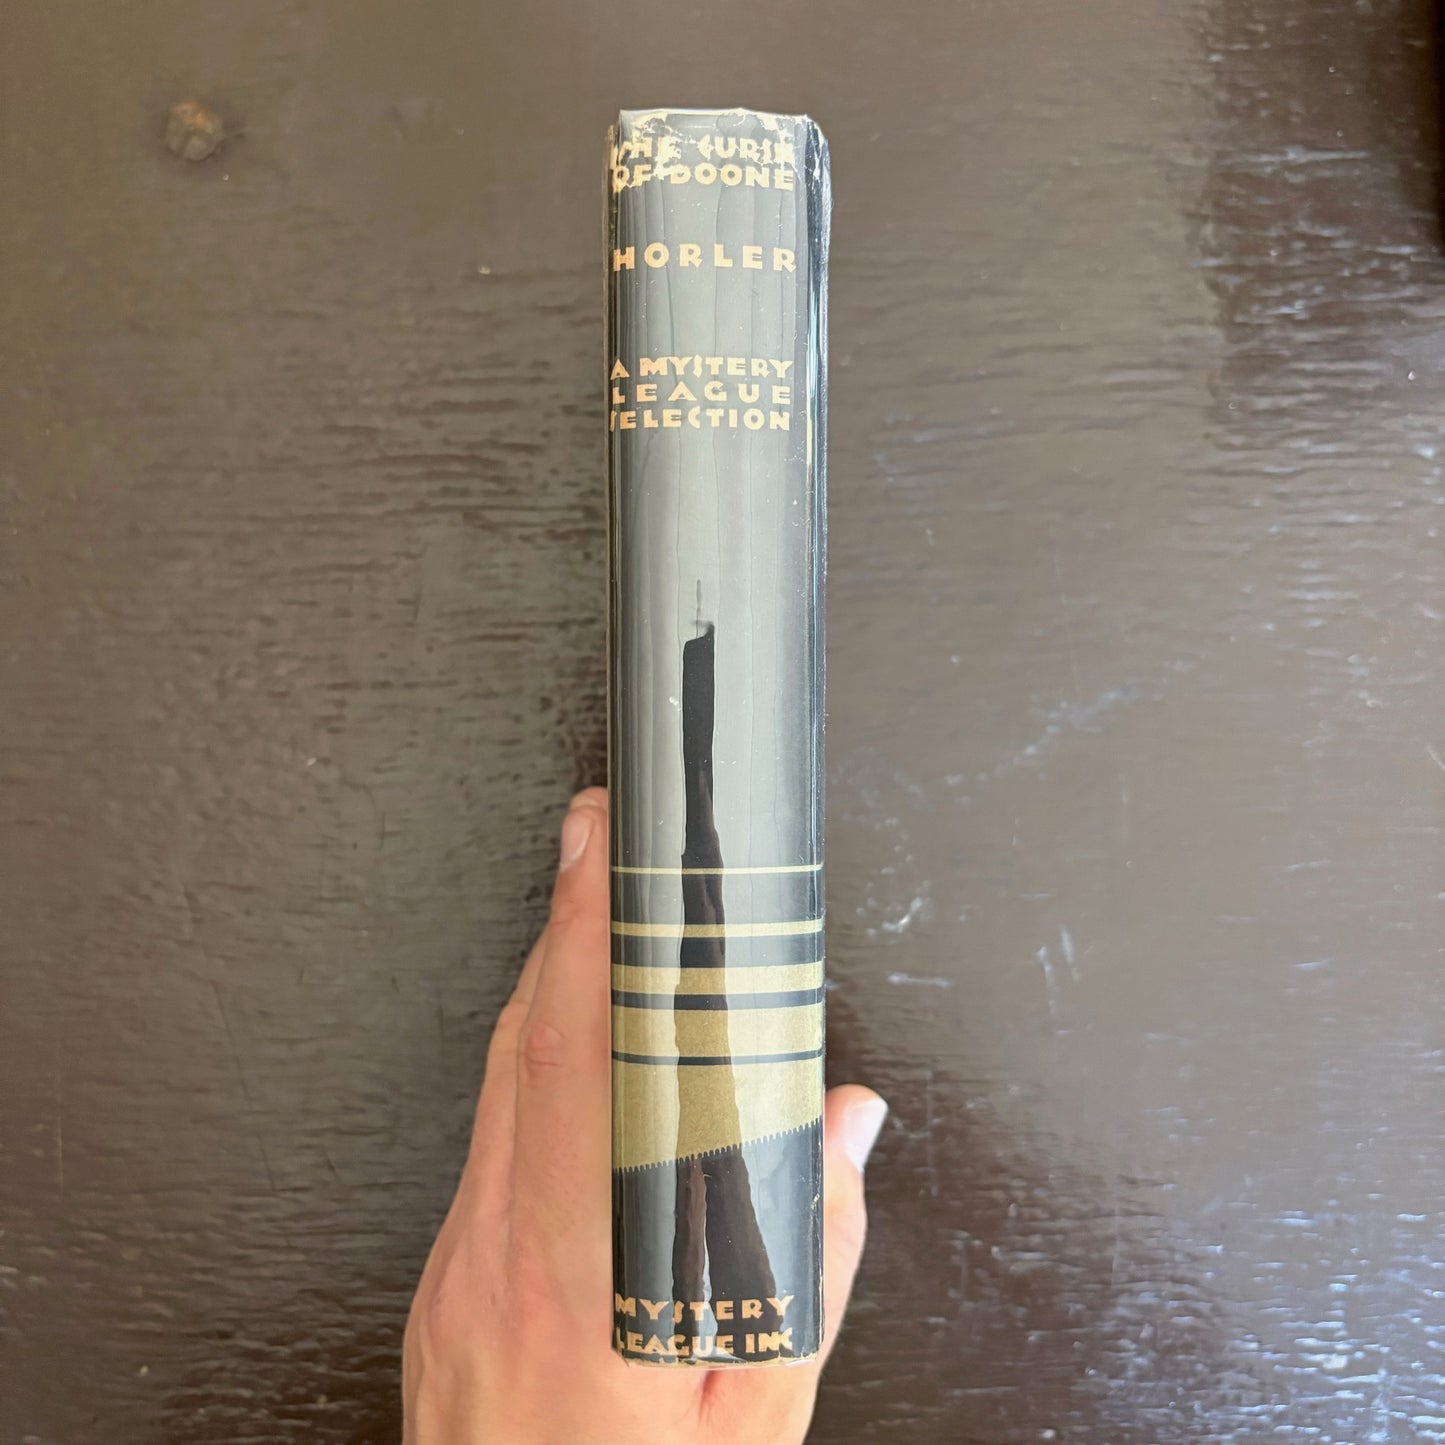 THE CURSE
OF DOONE
HORLER
A MYSTERY
LEAGUE
SELECTION
MYSTERY
LEAGUE INC